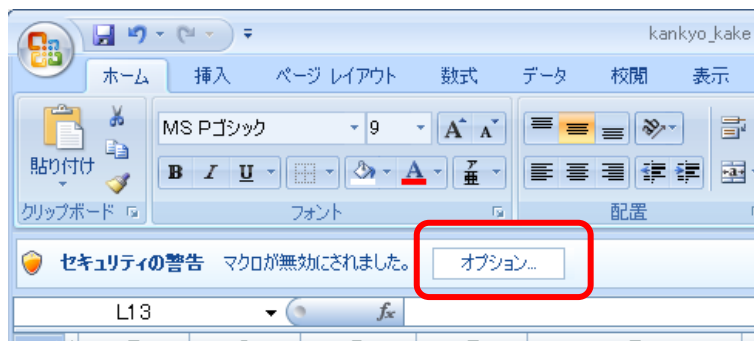 kankyo_kake
ホーム 挿入 ページ レイアウト 数式 データ 校閲 表示
MS Pゴシック 9 A A
貼り付け
B I U A ア亜
クリップボード フォント 配置
セキュリティの警告 マクロが無効にされました。 オプション...
L13 fx